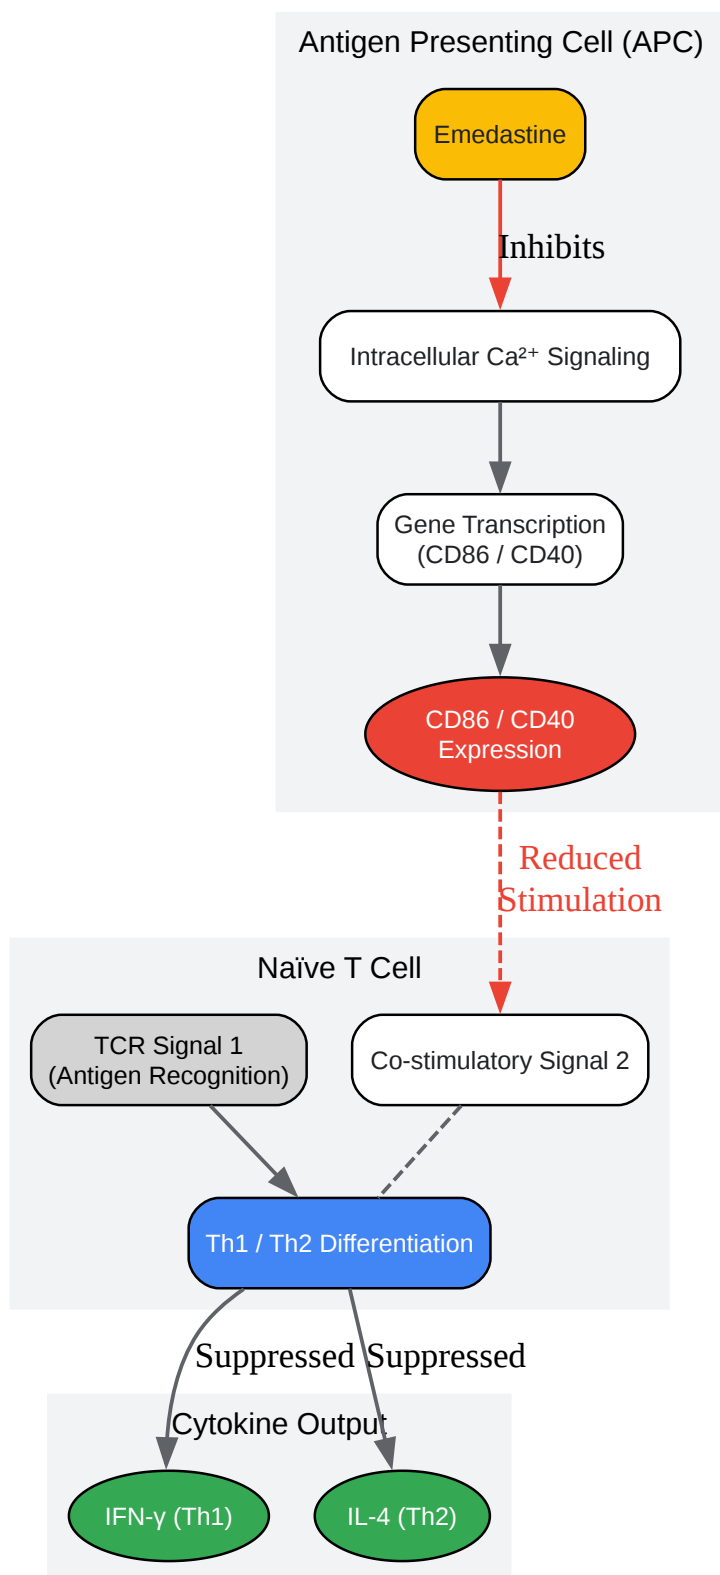 Antigen Presenting Cell (APC)
Emedastine
Inhibits
Intracellular Ca²⁺ Signaling
Gene Transcription
(CD86 / CD40)
CD86 / CD40
Expression
Reduced
Stimulation
Naïve T Cell
TCR Signal 1
(Antigen Recognition)
Co-stimulatory Signal 2
Th1 / Th2 Differentiation
Suppressed
Suppressed
Cytokine Output
IFN-γ (Th1)
IL-4 (Th2)